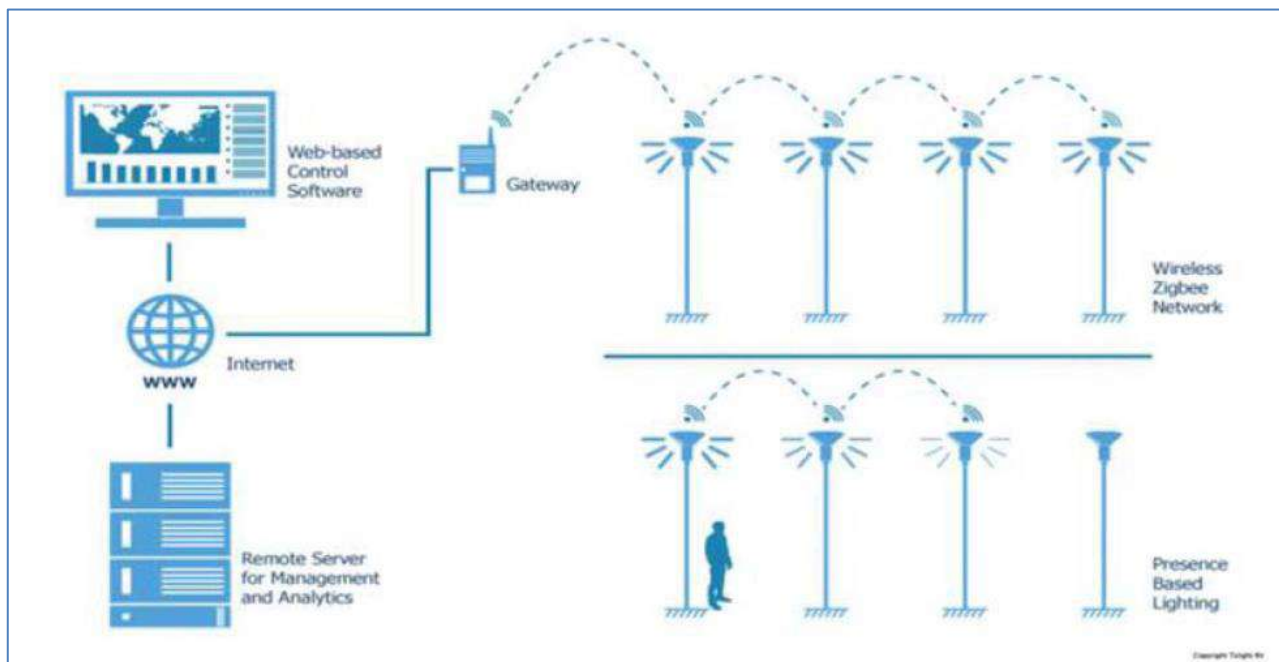 Web-based
Control
Software
Gateway
Wireless
Zigbee
Network
Internet
www
Remote Server
for Management
and Analytics
Presence
Based
Lighting